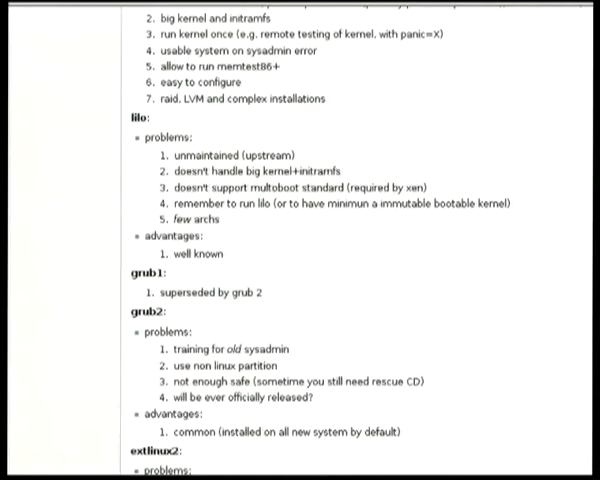 2. big kernel and initramfs
3. run kernel once (e.g. remote testing of kernel, with panic=X)
4. usable system on sysadmin error
5. allow to run memtest86+
6. easy to configure
7. raid, LVM and complex installations
lilo:
problems:
1. unmaintained (upstream)
2. doesn't handle big kernel+initramfs
3. doesn't support multoboot standard (required by xen)
4. remember to run lilo (or to have minimun a immutable bootable kernel)
5. few archs
advantages:
1. well known
grub1:
1. superseded by grub 2
grub2:
problems:
1. training for old sysadmin
2. use non linux partition
3. not enough safe (sometime you still need rescue CD)
4. will be ever officially released?
advantages:
1. common (installed on all new system by default)
extlinux2:
problems: